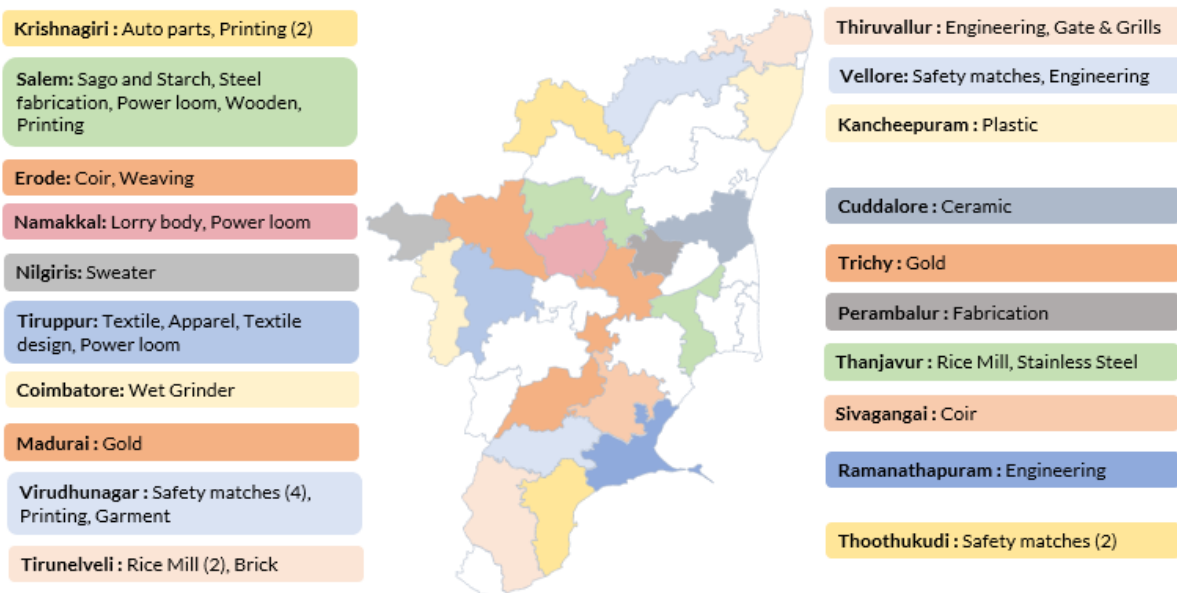 Krishnagiri : Auto parts, Printing (2)
Salem: Sago and Starch, Steel
fabrication, Power loom, Wooden,
Printing
Erode: Coir, Weaving
Namakkal: Lorry body, Power loom
Nilgiris: Sweater
Tiruppur: Textile, Apparel, Textile
design, Power loom
Coimbatore: Wet Grinder
Madurai : Gold
Virudhunagar : Safety matches (4),
Printing, Garment
Tirunelveli : Rice Mill (2), Brick
Thiruvallur : Engineering, Gate & Grills
Vellore: Safety matches, Engineering
Kancheepuram : Plastic
Cuddalore : Ceramic
Trichy : Gold
Perambalur : Fabrication
Thanjavur : Rice Mill, Stainless Steel
Sivagangai : Coir
Ramanathapuram : Engineering
Thoothukudi : Safety matches (2)